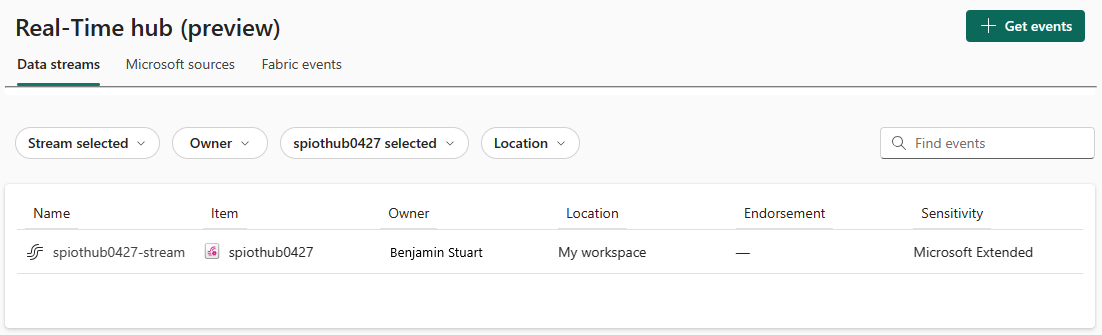 Real-Time hub (preview)
Get events
Data streams Microsoft sources Fabric events
Stream selected Owner spiothub0427 selected Location Find events
Name Item Owner Location Endorsement Sensitivity
spiothub0427-stream spiothub0427 Benjamin Stuart My workspace — Microsoft Extended